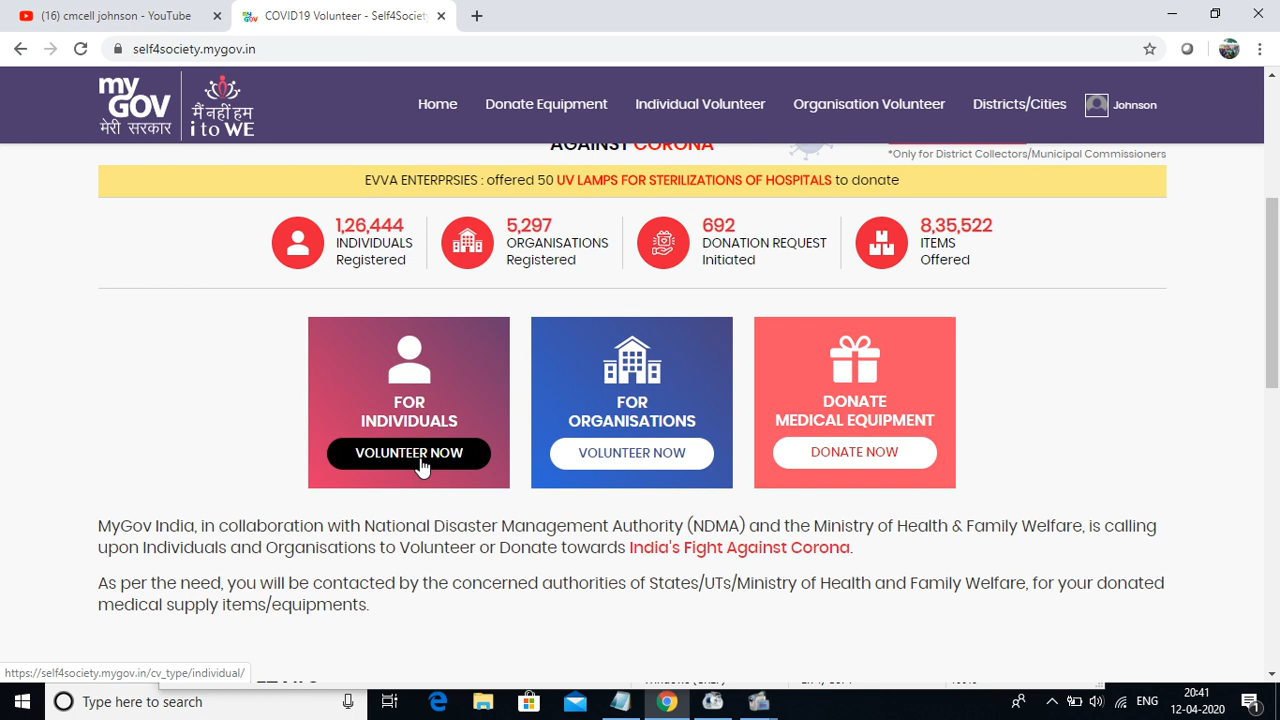 (16) cmcell johnson - YouTube
COVID19 Volunteer - Self4Society
self4society.mygov.in
my
GOV
मेरी सरकार
मैं नहीं हम
i to WE
Home
Donate Equipment
Individual Volunteer
Organisation Volunteer
Districts/Cities
Johnson
AGAINST CORONA
*Only for District Collectors/Municipal Commissioners
EVVA ENTERPRSIES : offered 50 UV LAMPS FOR STERILIZATIONS OF HOSPITALS to donate
1,26,444
INDIVIDUALS
Registered
5,297
ORGANISATIONS
Registered
692
DONATION REQUEST
Initiated
8,35,522
ITEMS
Offered
FOR
INDIVIDUALS
VOLUNTEER NOW
FOR
ORGANISATIONS
VOLUNTEER NOW
DONATE
MEDICAL EQUIPMENT
DONATE NOW
MyGov India, in collaboration with National Disaster Management Authority (NDMA) and the Ministry of Health & Family Welfare, is calling
upon Individuals and Organisations to Volunteer or Donate towards India's Fight Against Corona.
As per the need, you will be contacted by the concerned authorities of States/UTs/Ministry of Health and Family Welfare, for your donated
medical supply items/equipments.
https://self4society.mygov.in/cv_type/individual/
Type here to search
ENG
20:41
12-04-2020
1